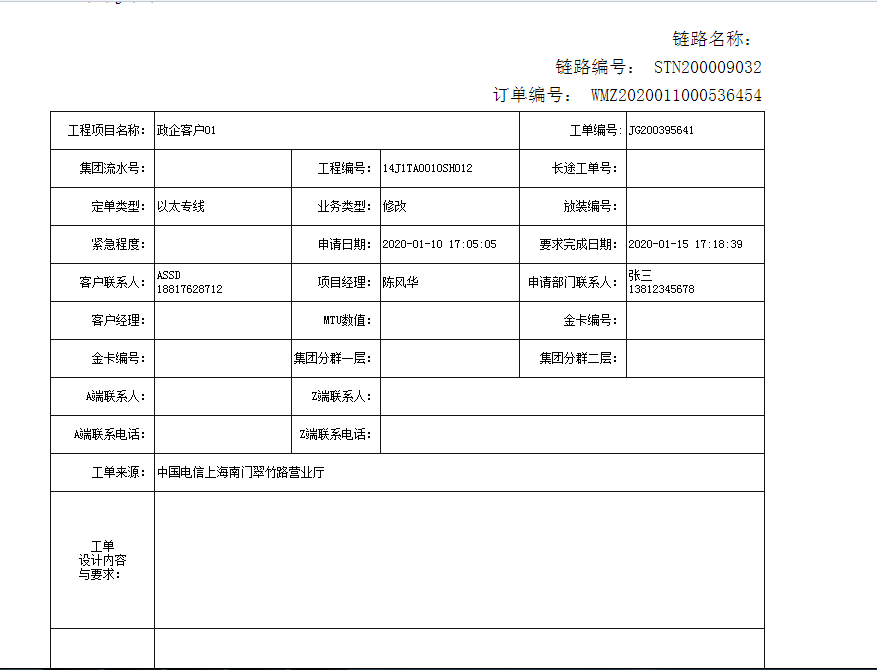 链路名称：
链路编号： STN200009032
订单编号： WMZ2020011000536454
工程项目名称： 政企客户01 工单编号: JG200395641
集团流水号： 工程编号： 14J1TA0010SH012 长途工单号：
定单类型： 以太专线 业务类型： 修改 放装编号：
紧急程度： 申请日期： 2020-01-10 17:05:05 要求完成日期： 2020-01-15 17:18:39
客户联系人： ASSD
18817628712
项目经理： 陈风华 申请部门联系人： 张三
13812345678
客户经理： MTU数值： 金卡编号：
金卡编号： 集团分群一层： 集团分群二层：
A端联系人： Z端联系人：
A端联系电话： Z端联系电话：
工单来源： 中国电信上海南门翠竹路营业厅
工单
设计内容
与要求：